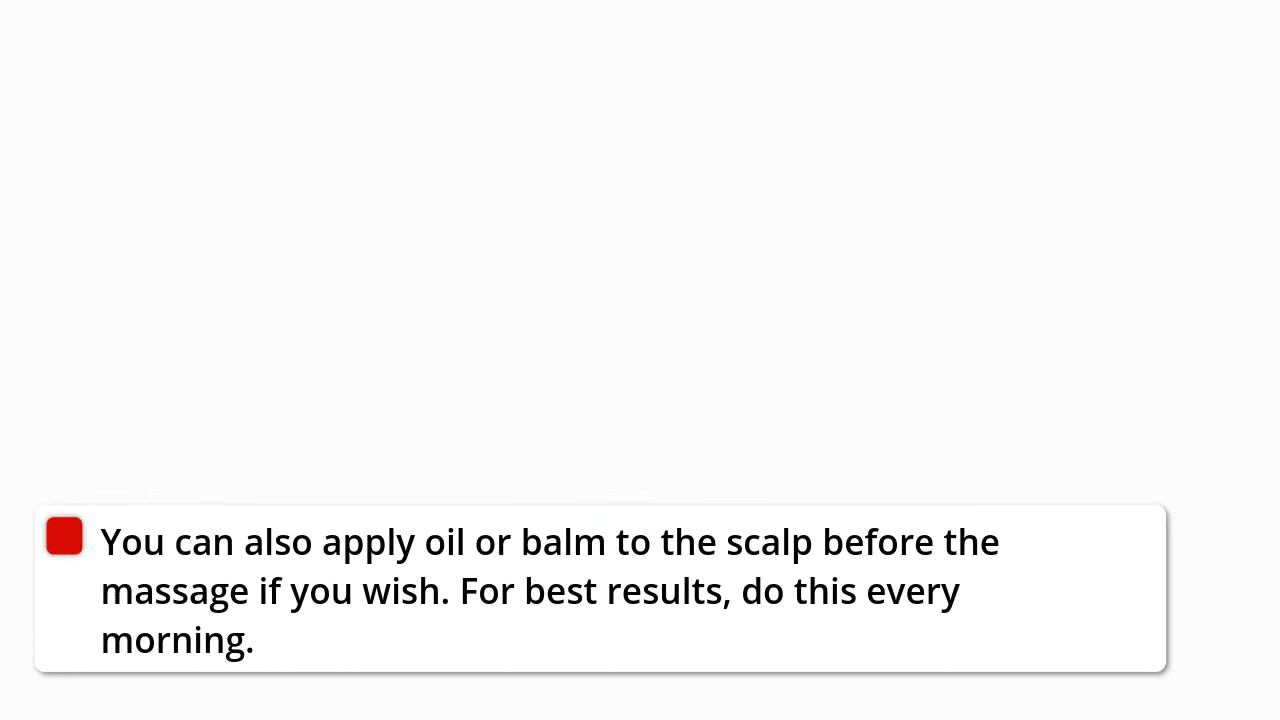 You can also apply oil or balm to the scalp before the
massage if you wish. For best results, do this every
morning.